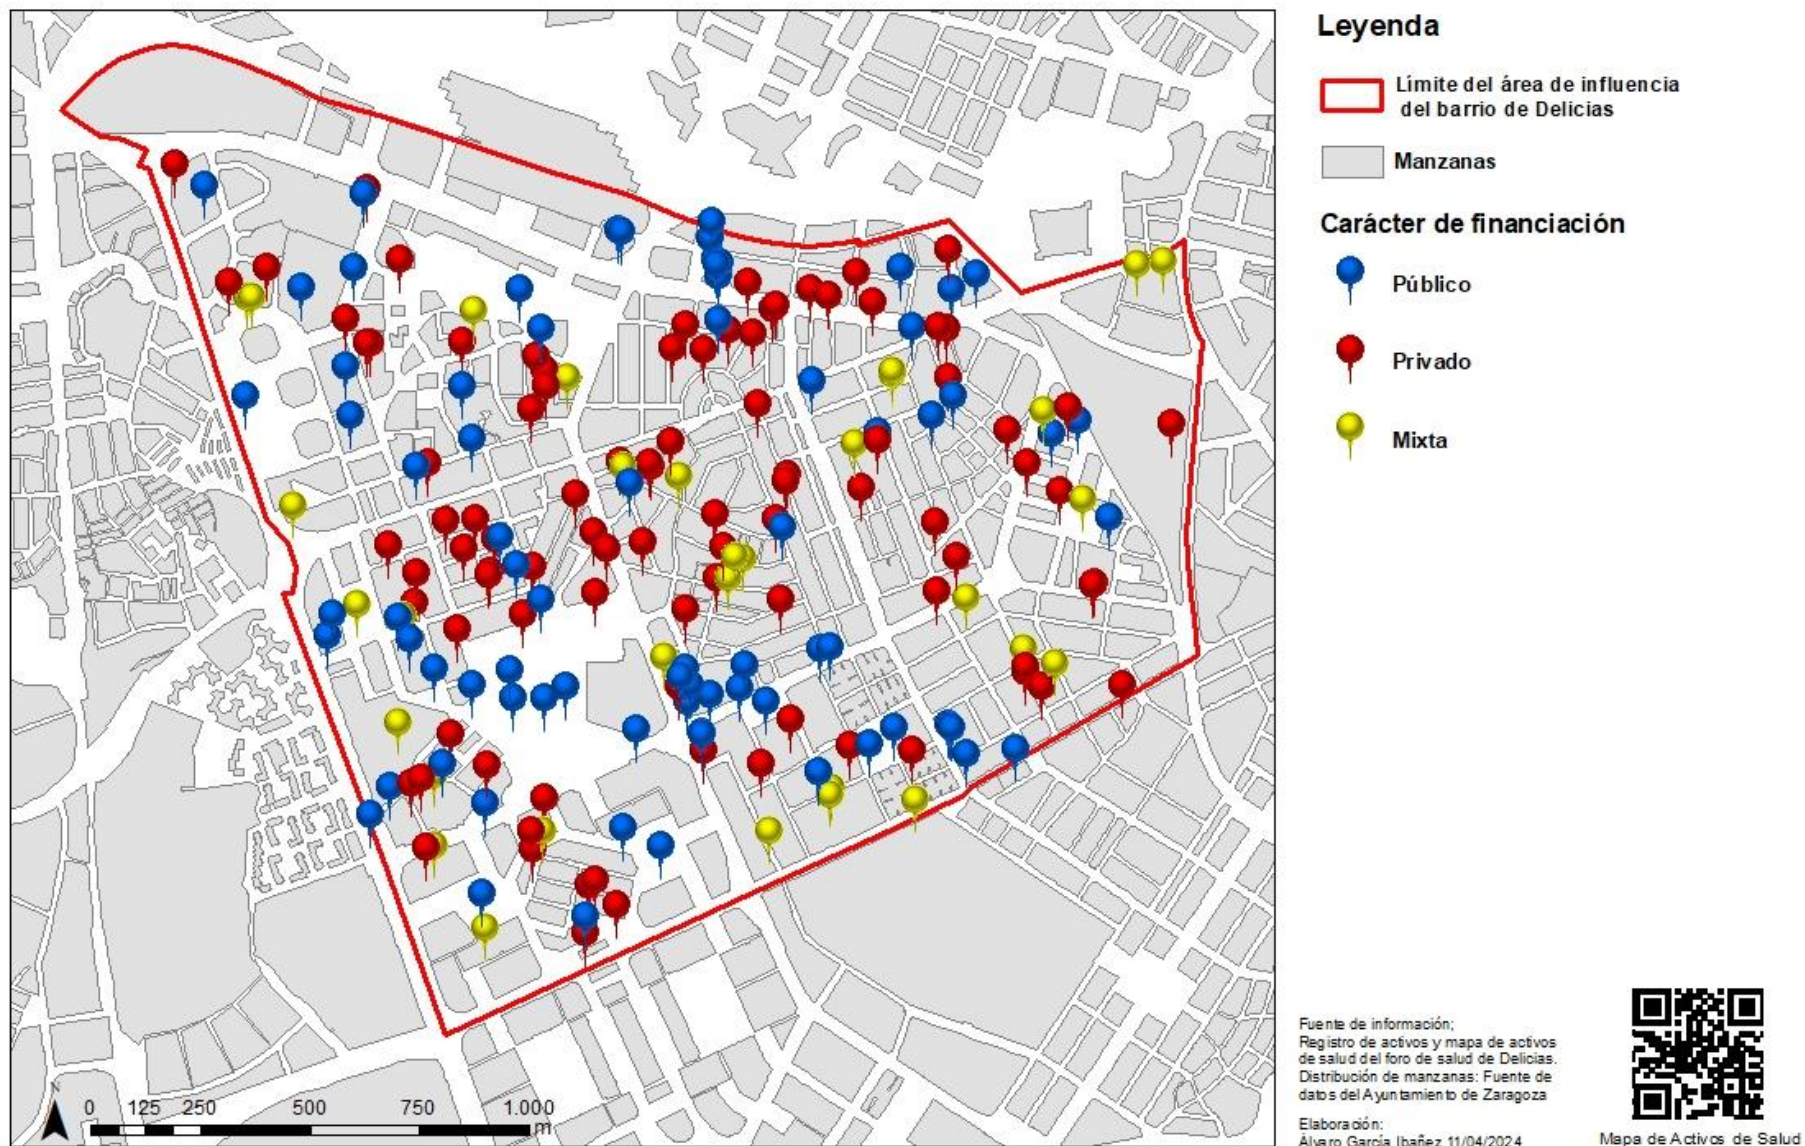 Leyenda
Límite del área de influencia
del barrio de Delicias
Manzanas
Carácter de financiación
Público
Privado
Mixta
Fuente de información;
Registro de activos y mapa de activos
de salud del foro de salud de Delicias.
Distribución de manzanas: Fuente de
datos del Ayuntamiento de Zaragoza
Elaboración:
Álvaro García Ibañez 11/04/2024
Mapa de Activos de Salud
N
0 125 250 500 750 1.000
m